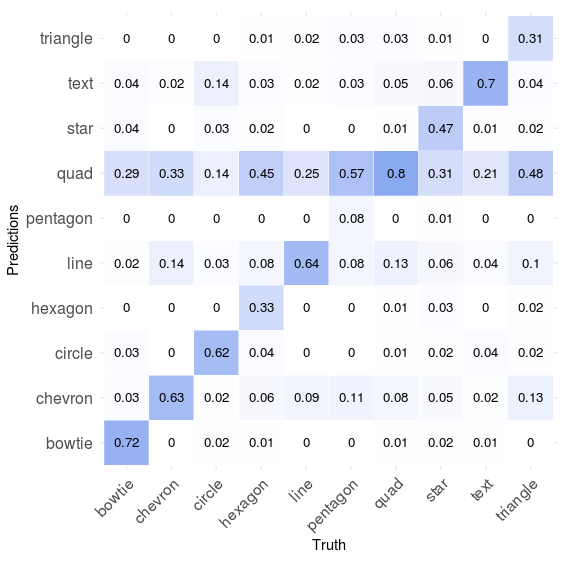 triangle 0 0 0 0.01 0.02 0.03 0.03 0.01 0 0.31
text 0.04 0.02 0.14 0.03 0.02 0.03 0.05 0.06 0.7 0.04
star 0.04 0 0.03 0.02 0 0 0.01 0.47 0.01 0.02
quad 0.29 0.33 0.14 0.45 0.25 0.57 0.8 0.31 0.21 0.48
pentagon 0 0 0 0 0 0.08 0 0.01 0 0
line 0.02 0.14 0.03 0.08 0.64 0.08 0.13 0.06 0.04 0.1
hexagon 0 0 0 0.33 0 0 0.01 0.03 0 0.02
circle 0.03 0 0.62 0.04 0 0 0.01 0.02 0.04 0.02
chevron 0.03 0.63 0.02 0.06 0.09 0.11 0.08 0.05 0.02 0.13
bowtie 0.72 0 0.02 0.01 0 0 0.01 0.02 0.01 0
bowtie chevron circle hexagon line pentagon quad star text triangle
Truth
Predictions